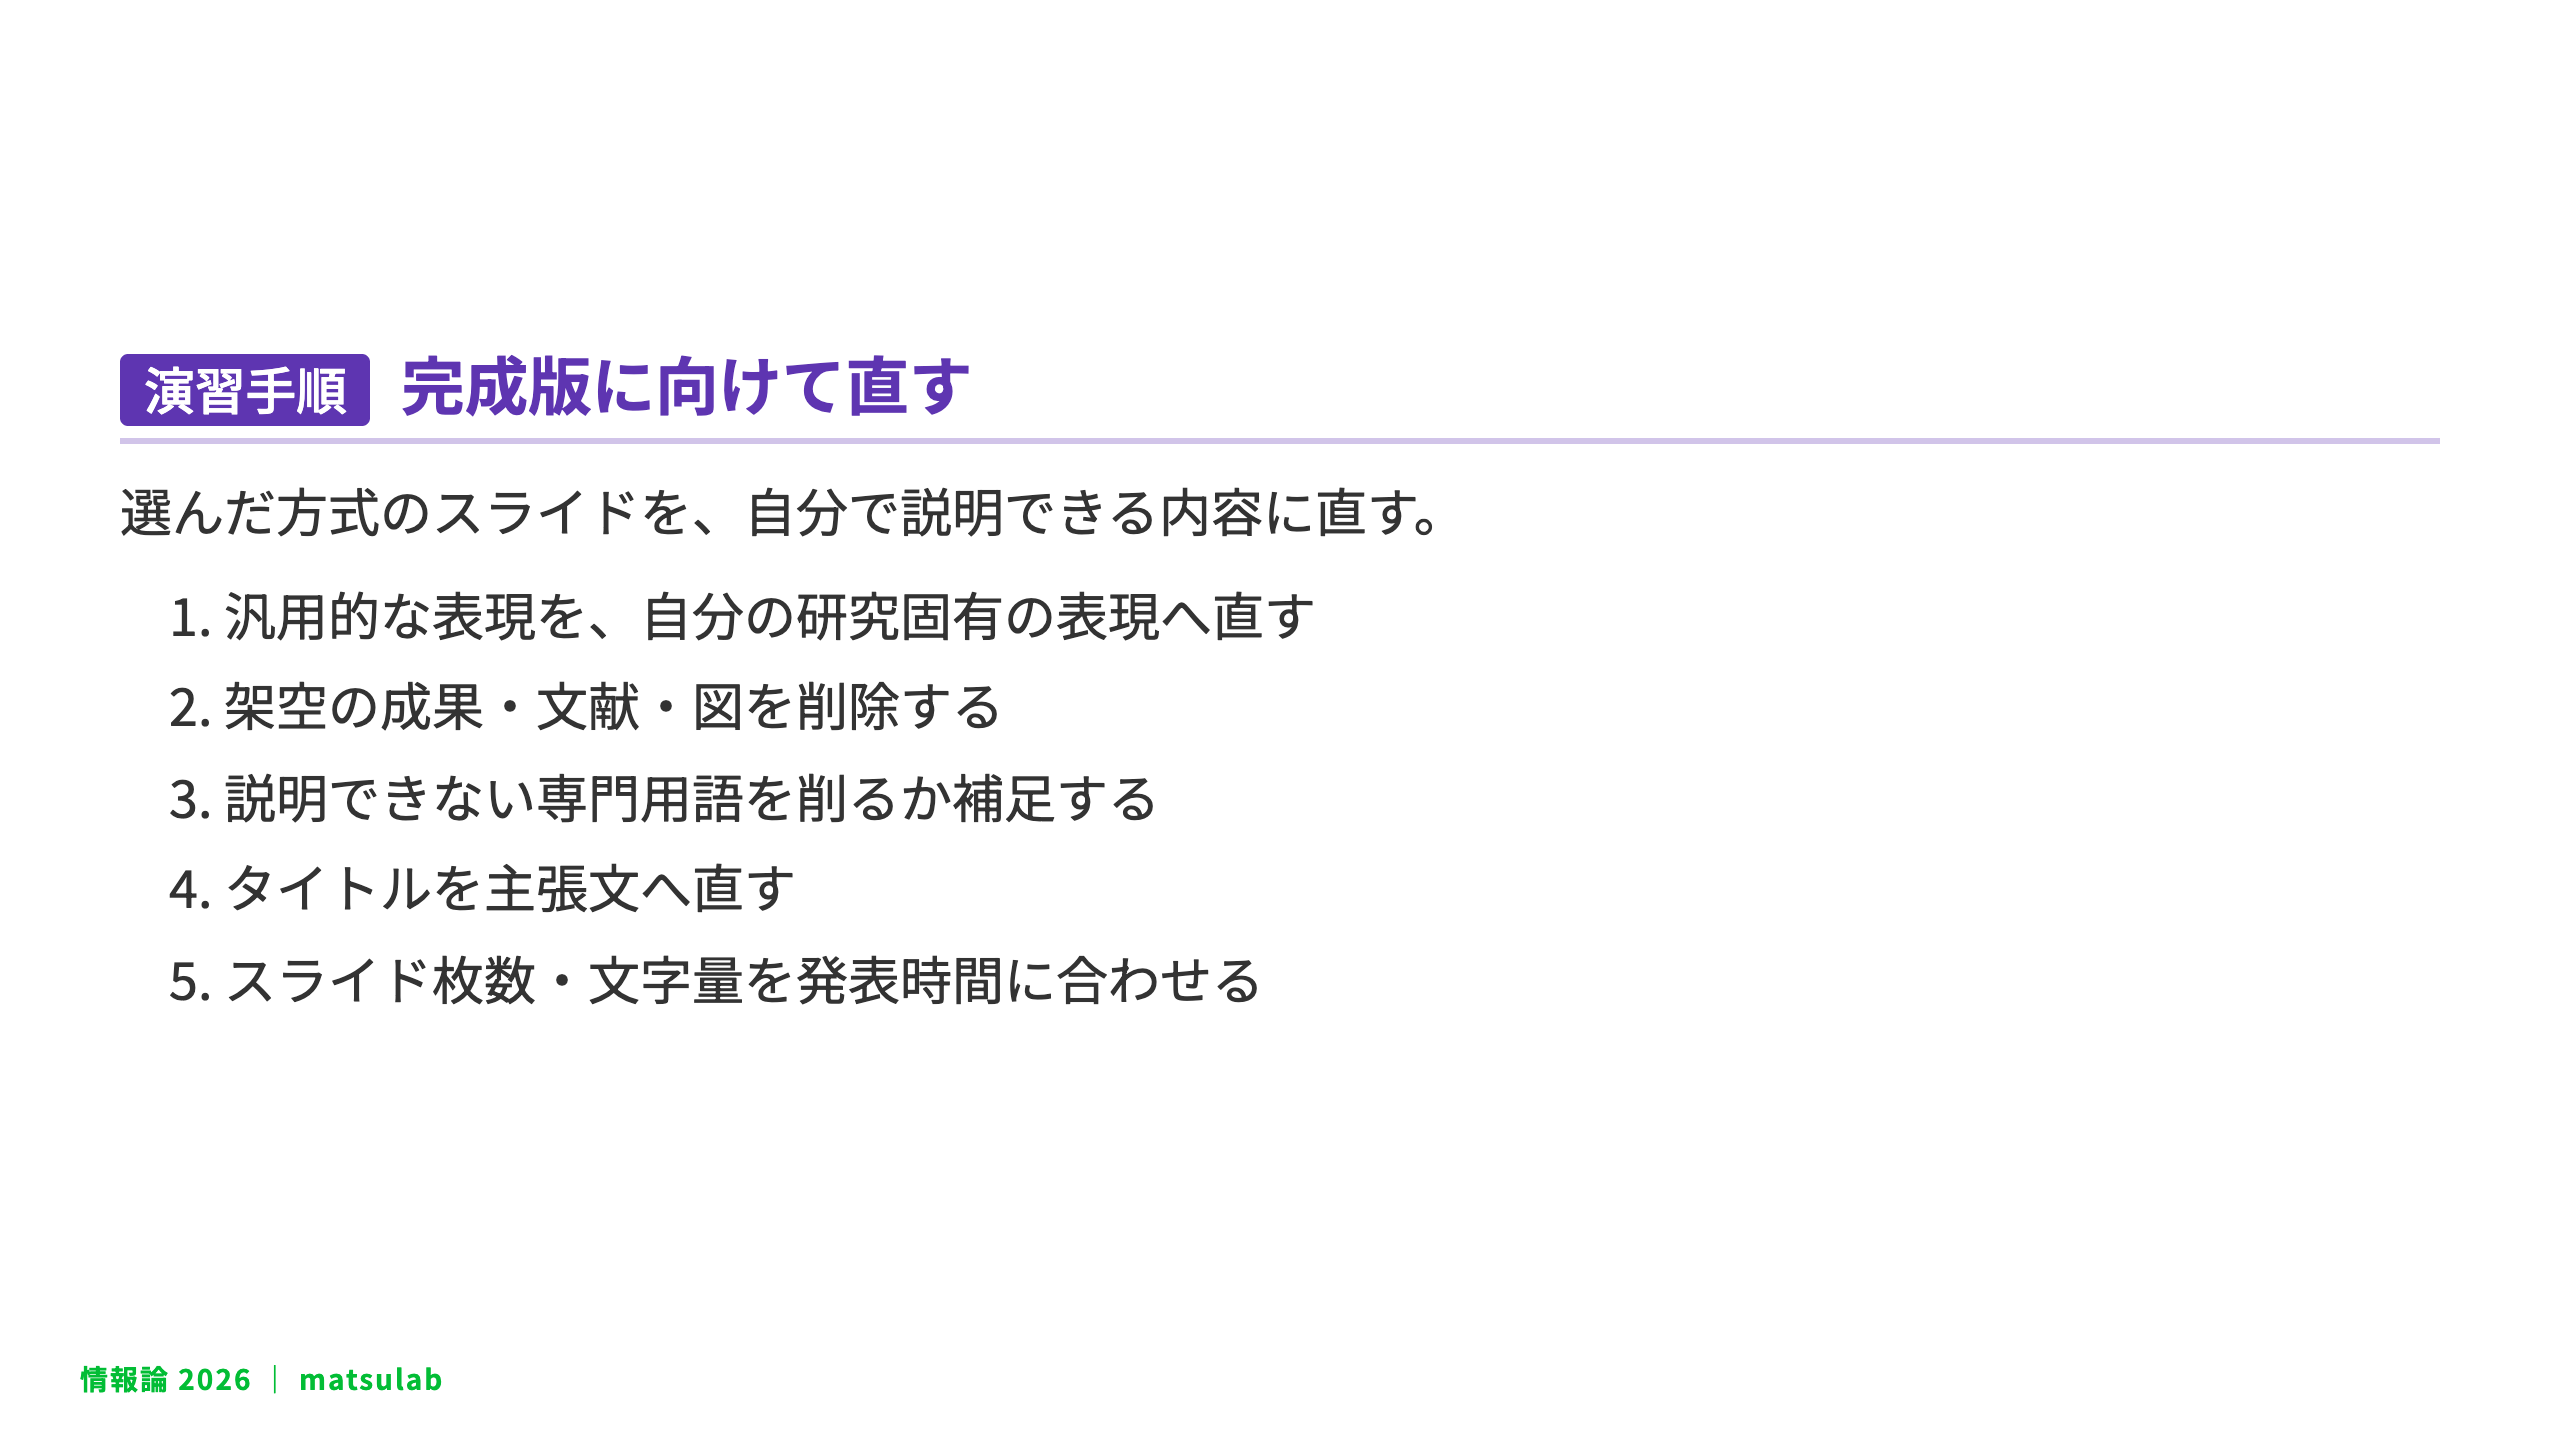 演習手順 完成版に向けて直す
選んだ方式のスライドを、自分で説明できる内容に直す。
1. 汎用的な表現を、自分の研究固有の表現へ直す
2. 架空の成果・文献・図を削除する
3. 説明できない専門用語を削るか補足する
4. タイトルを主張文へ直す
5. スライド枚数・文字量を発表時間に合わせる
情報論 2026 | matsulab